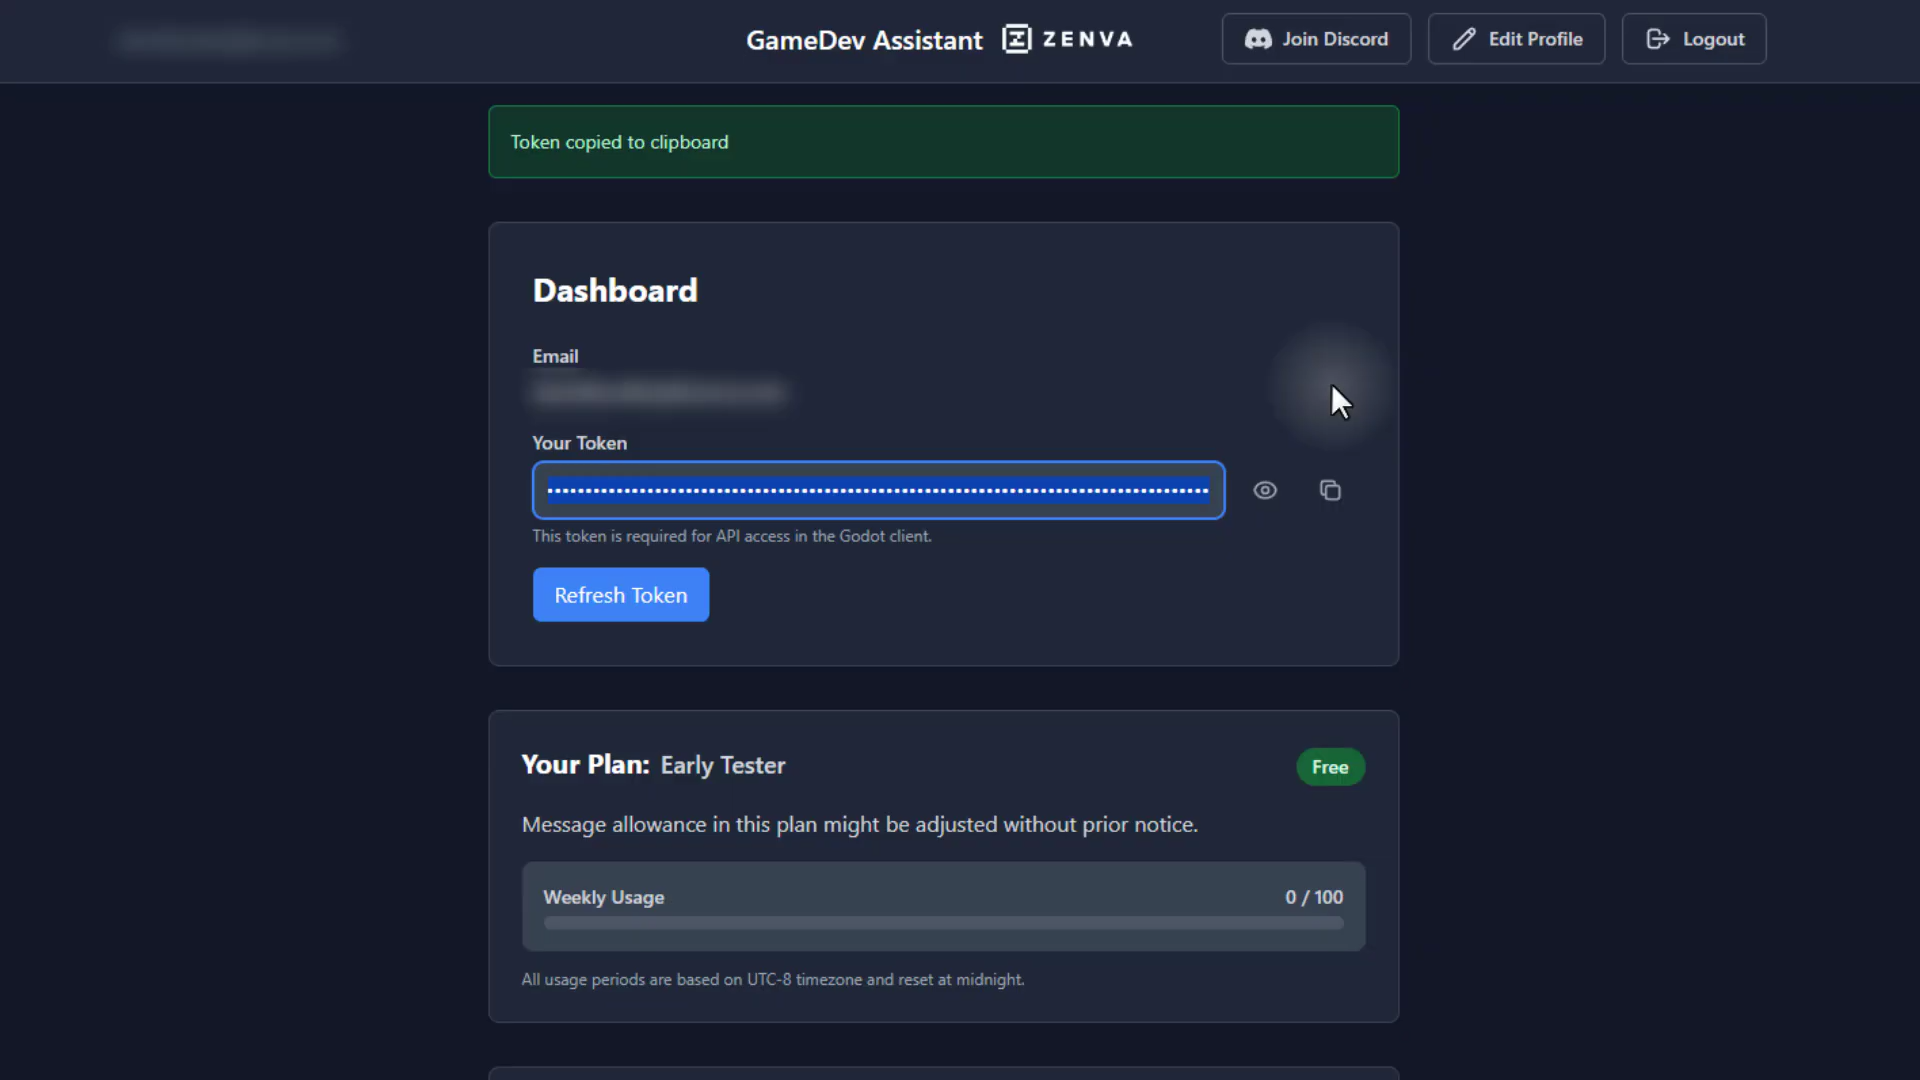 GameDev Assistant ZENVA
Join Discord
Edit Profile
Logout
Token copied to clipboard
Dashboard
Email
Your Token
This token is required for API access in the Godot client.
Refresh Token
Your Plan: Early Tester
Free
Message allowance in this plan might be adjusted without prior notice.
Weekly Usage
0 / 100
All usage periods are based on UTC-8 timezone and reset at midnight.